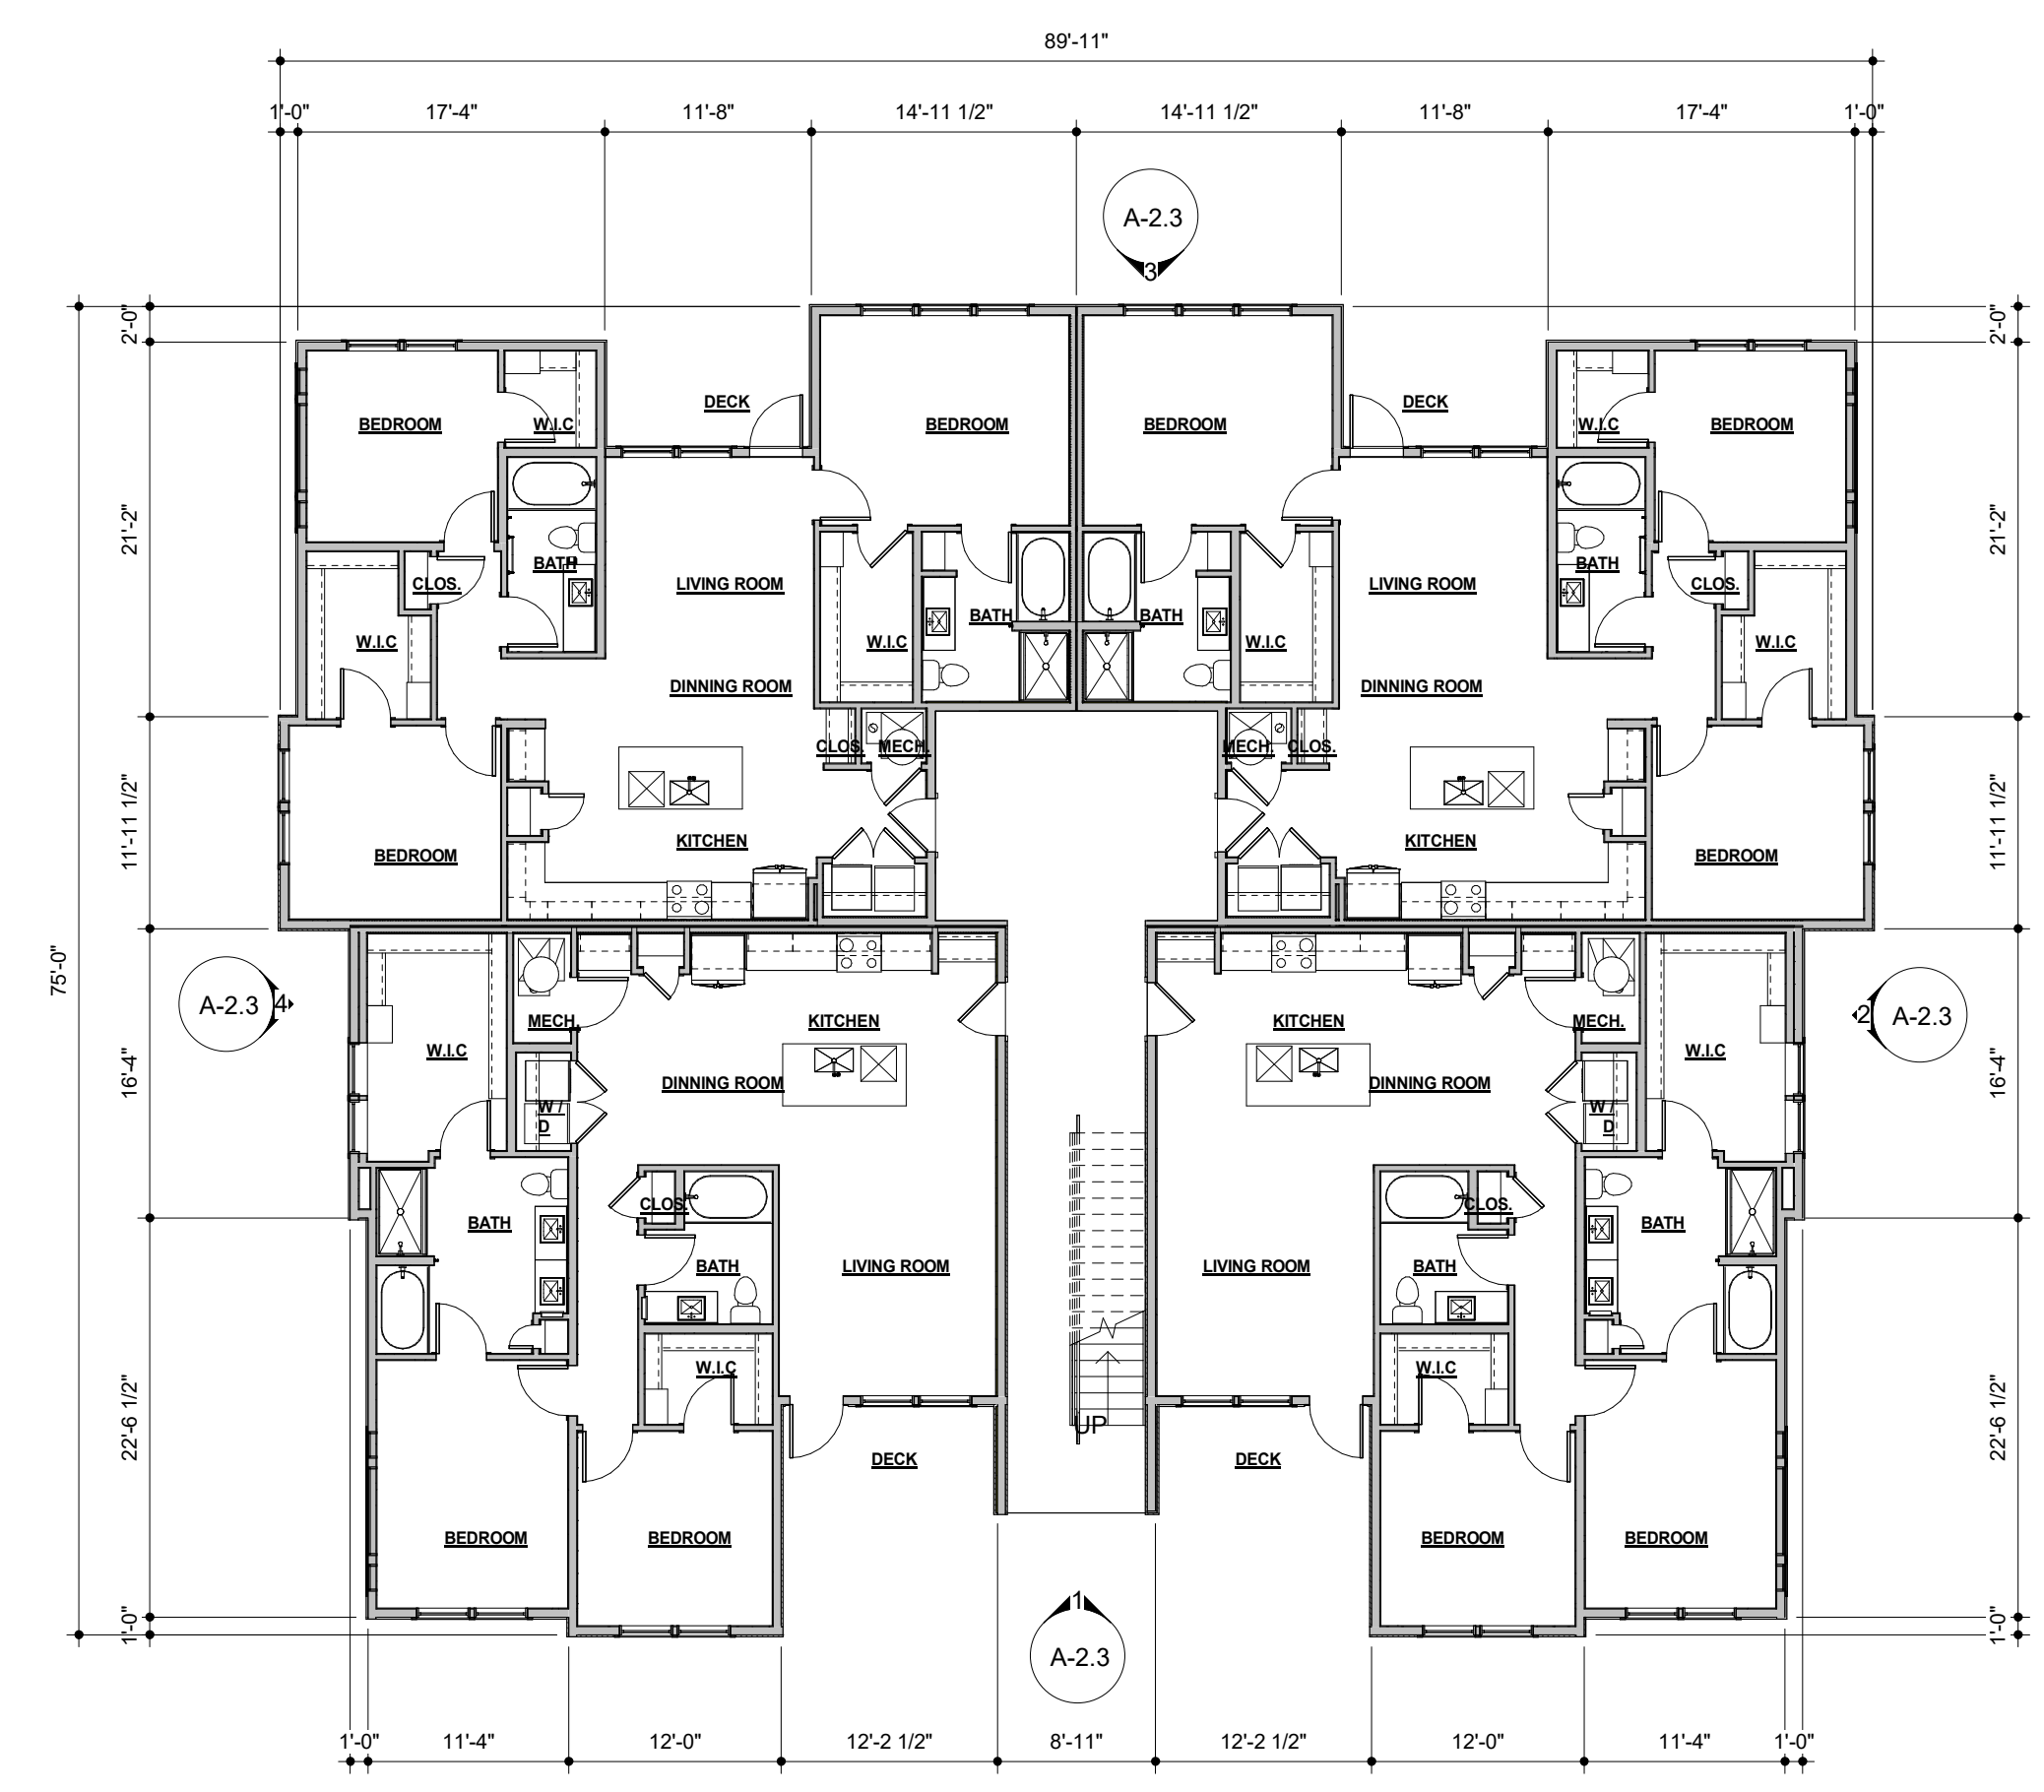 89'-11"
1'-0" 17'-4" 11'-8" 14'-11 1/2" 14'-11 1/2" 11'-8" 17'-4" 1'-0"
A-2.3
3
2'-0" 2'-0"
DECK DECK
BEDROOM W.I.C BEDROOM BEDROOM W.I.C BEDROOM
21'-2" 21'-2"
BATH BATH
CLOS. LIVING ROOM LIVING ROOM CLOS.
BATH BATH
W.I.C W.I.C W.I.C W.I.C
DINNING ROOM DINNING ROOM
CLOS. MECH. MECH. CLOS.
11'-11 1/2" 11'-11 1/2"
KITCHEN KITCHEN
BEDROOM BEDROOM
75'-0"
A-2.3 4 2 A-2.3
MECH. KITCHEN KITCHEN MECH.
W.I.C W.I.C
16'-4" 16'-4"
DINNING ROOM DINNING ROOM
W / W /
D D
CLOS. CLOS.
BATH BATH
BATH LIVING ROOM LIVING ROOM BATH
W.I.C W.I.C
22'-6 1/2" 22'-6 1/2"
UP
DECK DECK
BEDROOM BEDROOM BEDROOM BEDROOM
1
1'-0" 1'-0"
A-2.3
1'-0" 11'-4" 12'-0" 12'-2 1/2" 8'-11" 12'-2 1/2" 12'-0" 11'-4" 1'-0"